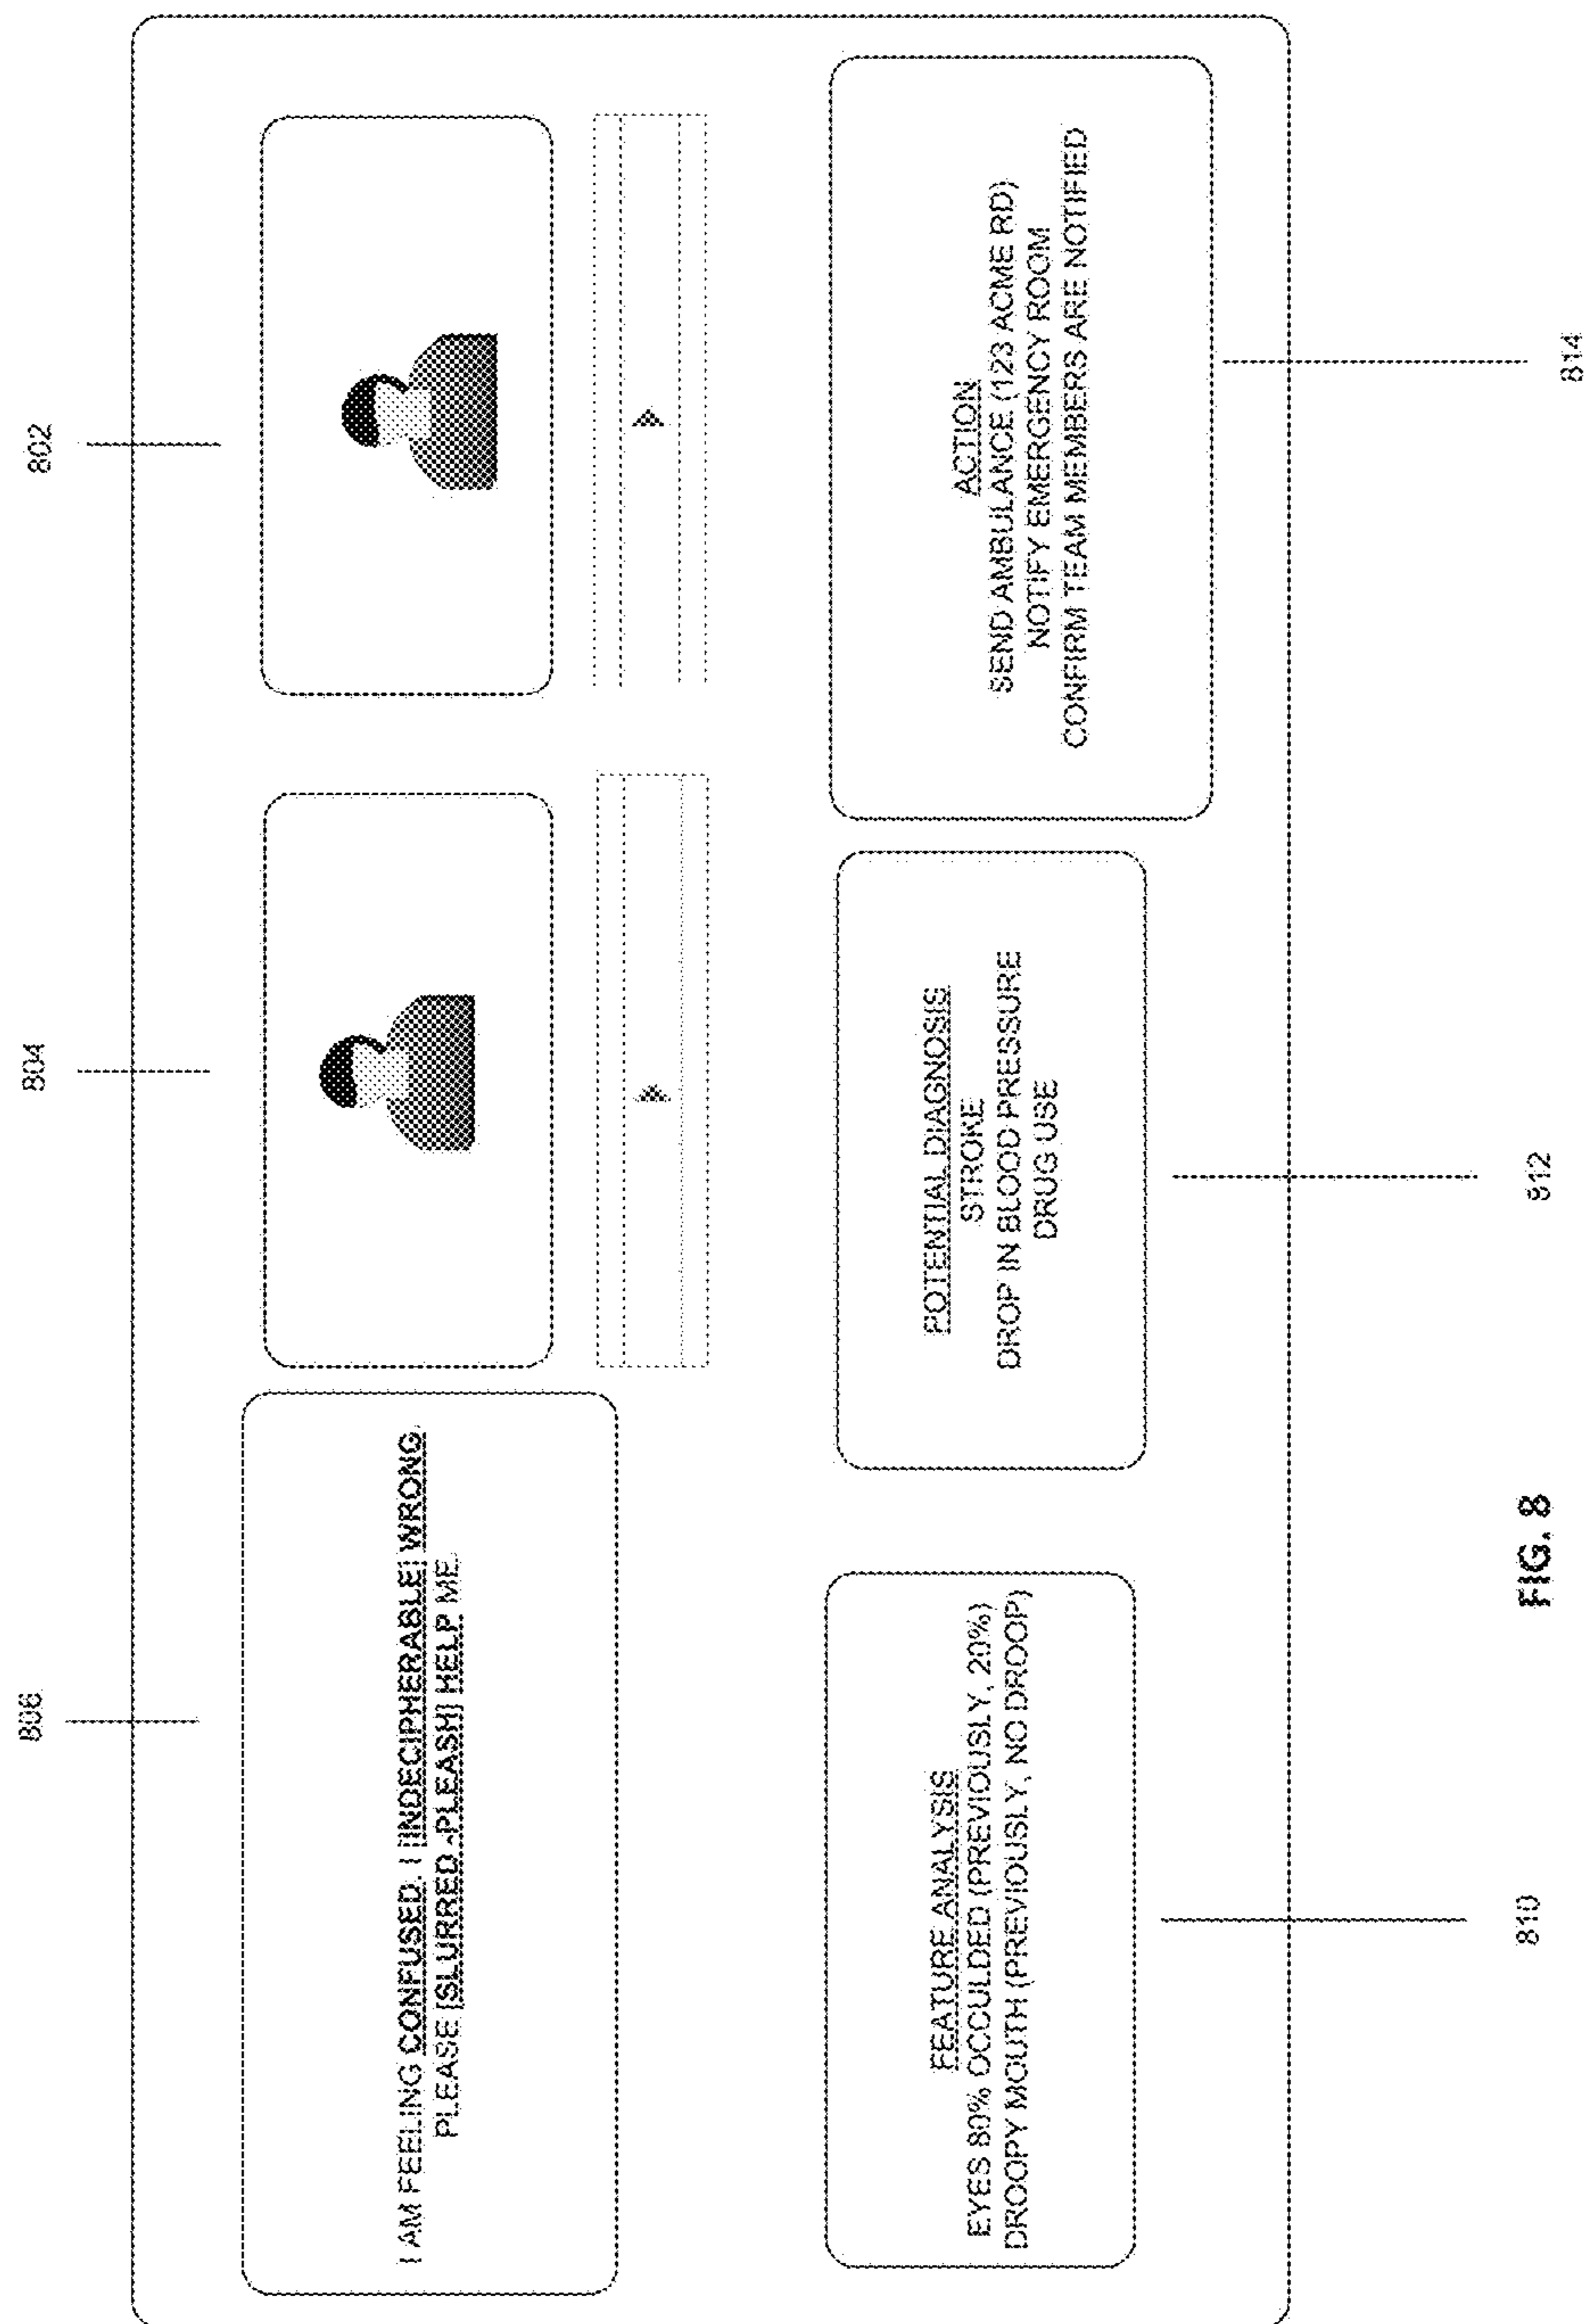 808
804
802
I AM FEELING CONFUSED. I [INDECIPHERABLE] WRONG.
PLEASE [SLURRED -PLEASH] HELP ME.
FEATURE ANALYSIS
EYES 80% OCCULDED (PREVIOUSLY, 20%)
DROOPY MOUTH (PREVIOUSLY, NO DROOP)
POTENTIAL DIAGNOSIS
STROKE
DROP IN BLOOD PRESSURE
DRUG USE
ACTION
SEND AMBULANCE (123 ACME RD)
NOTIFY EMERGENCY ROOM
CONFIRM TEAM MEMBERS ARE NOTIFIED
810
812
814
FIG. 8